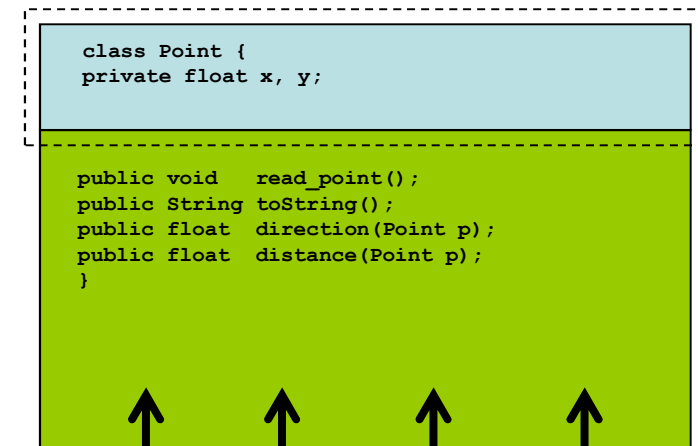 class Point {
private float x, y;
public void read_point();
public String toString();
public float direction(Point p);
public float distance(Point p);
}